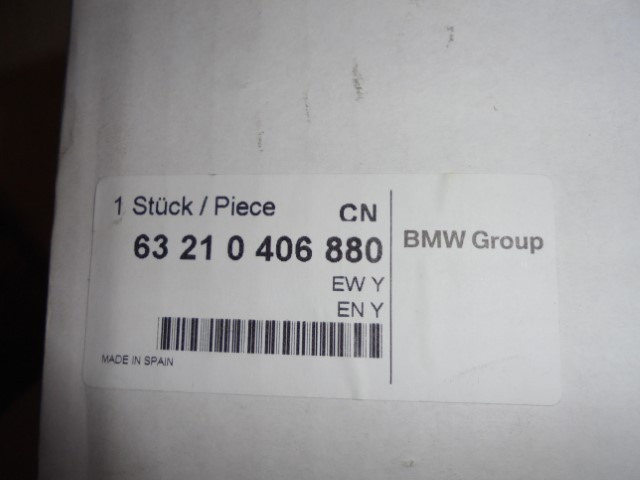 1 Stück / Piece CN
63 21 0 406 880
BMW Group
EW Y
EN Y
MADE IN SPAIN